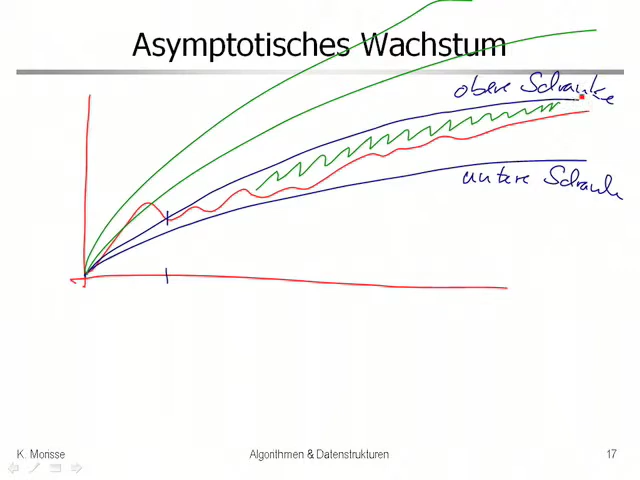 Asymptotisches Wachstum
obere Schranke
untere Schranke
K. Morisse
Algorithmen & Datenstrukturen
17